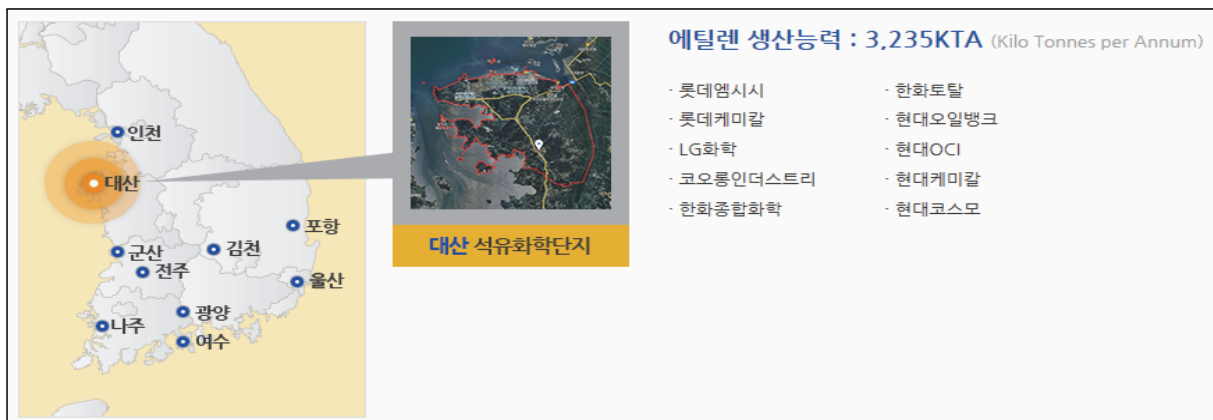 인천
대산
군산
전주
김천
포항
울산
나주
광양
여수
대산 석유화학단지
에틸렌 생산능력 : 3,235KTA (Kilo Tonnes per Annum)
· 롯데엠시시
· 롯데케미칼
· LG화학
· 코오롱인더스트리
· 한화종합화학
· 한화토탈
· 현대오일뱅크
· 현대OCI
· 현대케미칼
· 현대코스모